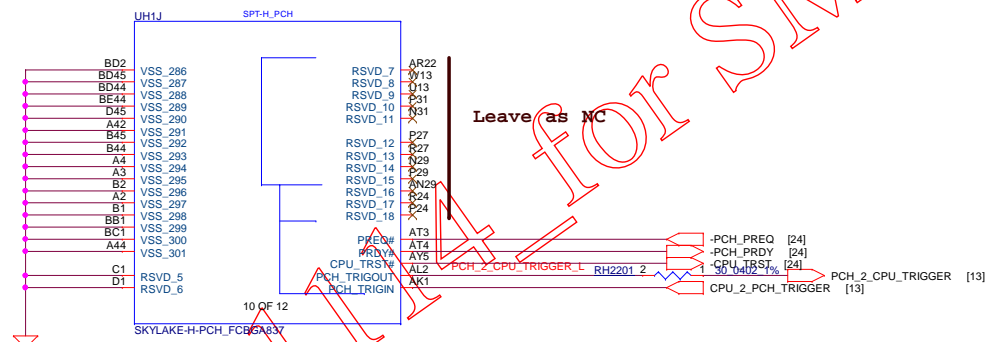 UH1J
SPT-H_PCH
BD2 VSS_286
BD45 VSS_287
BD44 VSS_288
BE44 VSS_289
D45 VSS_290
A42 VSS_291
B45 VSS_292
B44 VSS_293
A4 VSS_294
A3 VSS_295
B2 VSS_296
A2 VSS_297
B1 VSS_298
BB1 VSS_299
BC1 VSS_300
A44 VSS_301
C1 RSVD_5
D1 RSVD_6
RSVD_7 AR22
RSVD_8 W13
RSVD_9 U13
RSVD_10 P31
RSVD_11 N31
RSVD_12 P27
RSVD_13 R27
RSVD_14 N29
RSVD_15 P29
RSVD_16 AN29
RSVD_17 R24
RSVD_18 P24
Leave as NC
PREQ# AT3 -PCH_PREQ [24]
PRDY# AT4 -PCH_PRDY [24]
CPU_TRST# AY5 -CPU_TRST [24]
PCH_TRIGOUT AL2 PCH_2_CPU_TRIGGER_L RH2201 2 1 30_0402_1% PCH_2_CPU_TRIGGER [13]
PCH_TRIGIN AK1 CPU_2_PCH_TRIGGER [13]
10 OF 12
SKYLAKE-H-PCH_FCBGA837
4_for SM